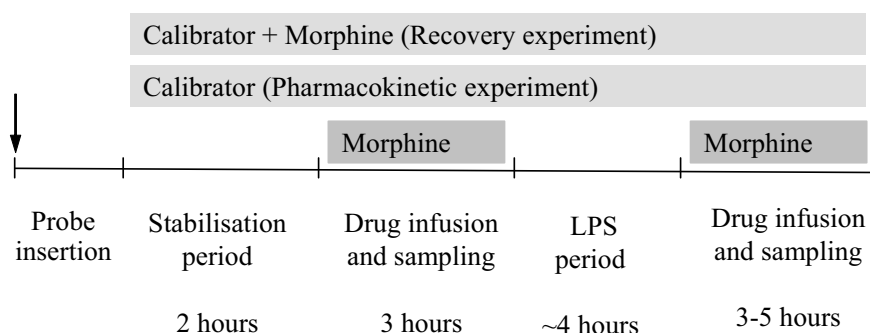 Calibrator + Morphine (Recovery experiment)
Calibrator (Pharmacokinetic experiment)
Morphine
Morphine
Probe
insertion
Stabilisation
period
2 hours
Drug infusion
and sampling
3 hours
LPS
period
~4 hours
Drug infusion
and sampling
3-5 hours